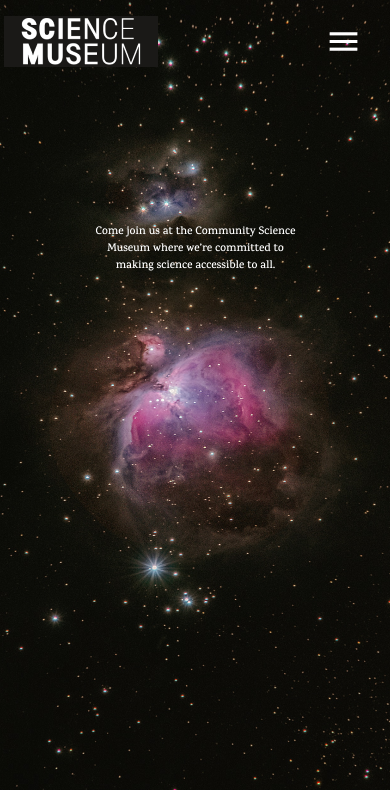 SCIENCE
MUSEUM
Come join us at the Community Science
Museum where we're committed to
making science accessible to all.